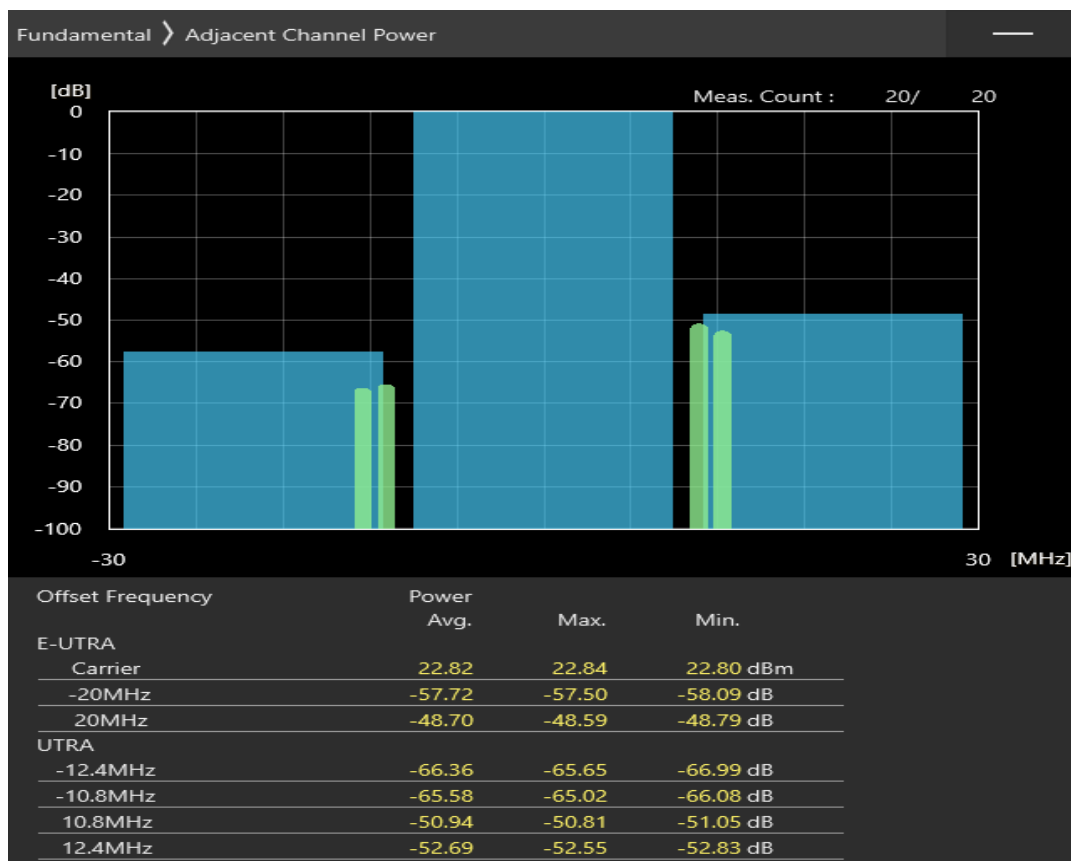 Fundamental ❯ Adjacent Channel Power
[dB]
Meas. Count : 20/ 20
0
-10
-20
-30
-40
-50
-60
-70
-80
-90
-100
-30 30 [MHz]
Offset Frequency Power
Avg. Max. Min.
E-UTRA
Carrier 22.82 22.84 22.80 dBm
-20MHz -57.72 -57.50 -58.09 dB
20MHz -48.70 -48.59 -48.79 dB
UTRA
-12.4MHz -66.36 -65.65 -66.99 dB
-10.8MHz -65.58 -65.02 -66.08 dB
10.8MHz -50.94 -50.81 -51.05 dB
12.4MHz -52.69 -52.55 -52.83 dB